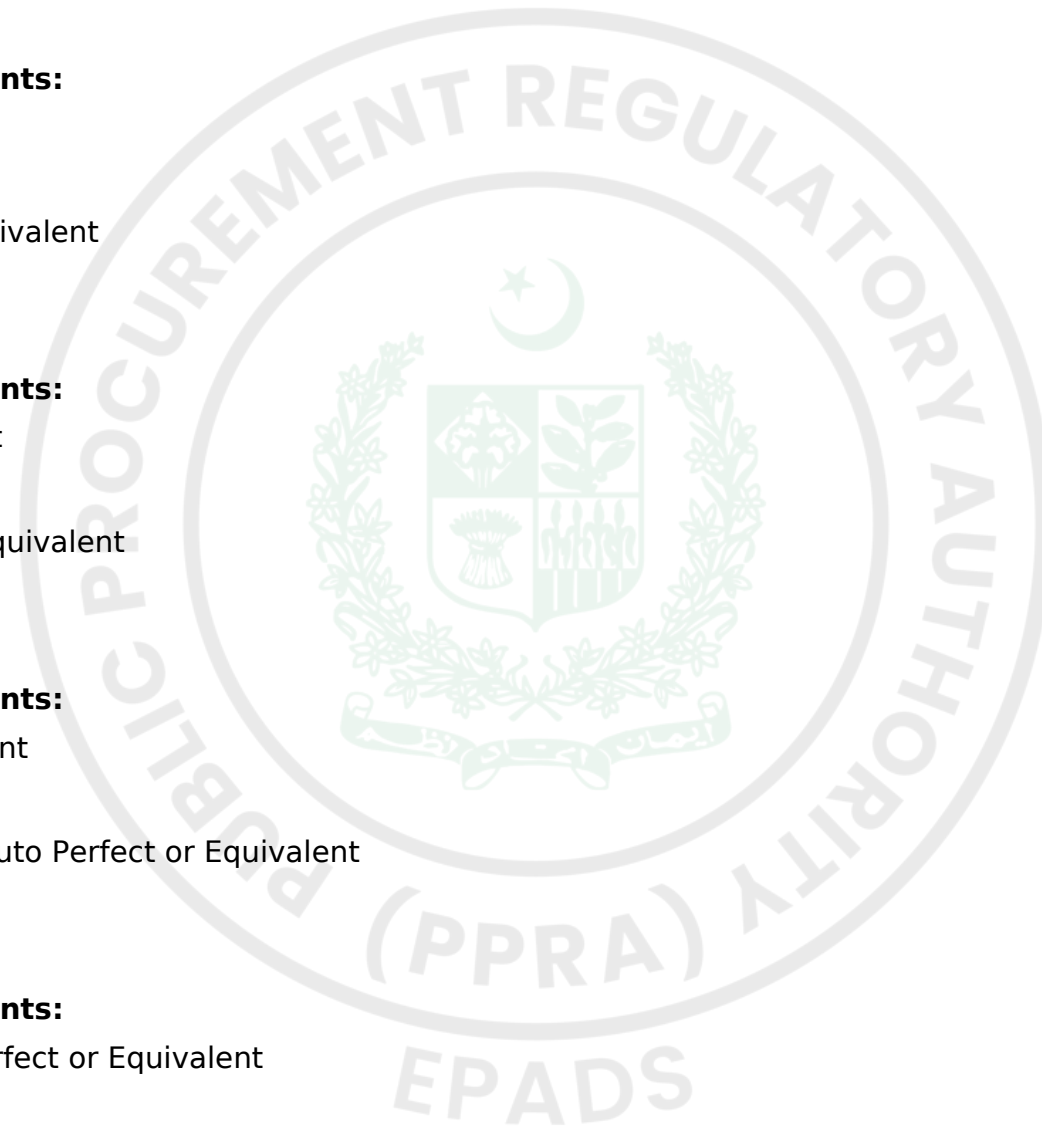 nts:
ivalent
nts:
t
quivalent
nts:
nt
uto Perfect or Equivalent
nts:
rfect or Equivalent
PUBLIC PROCUREMENT REGULATORY AUTHORITY
(PPRA)
EPADS